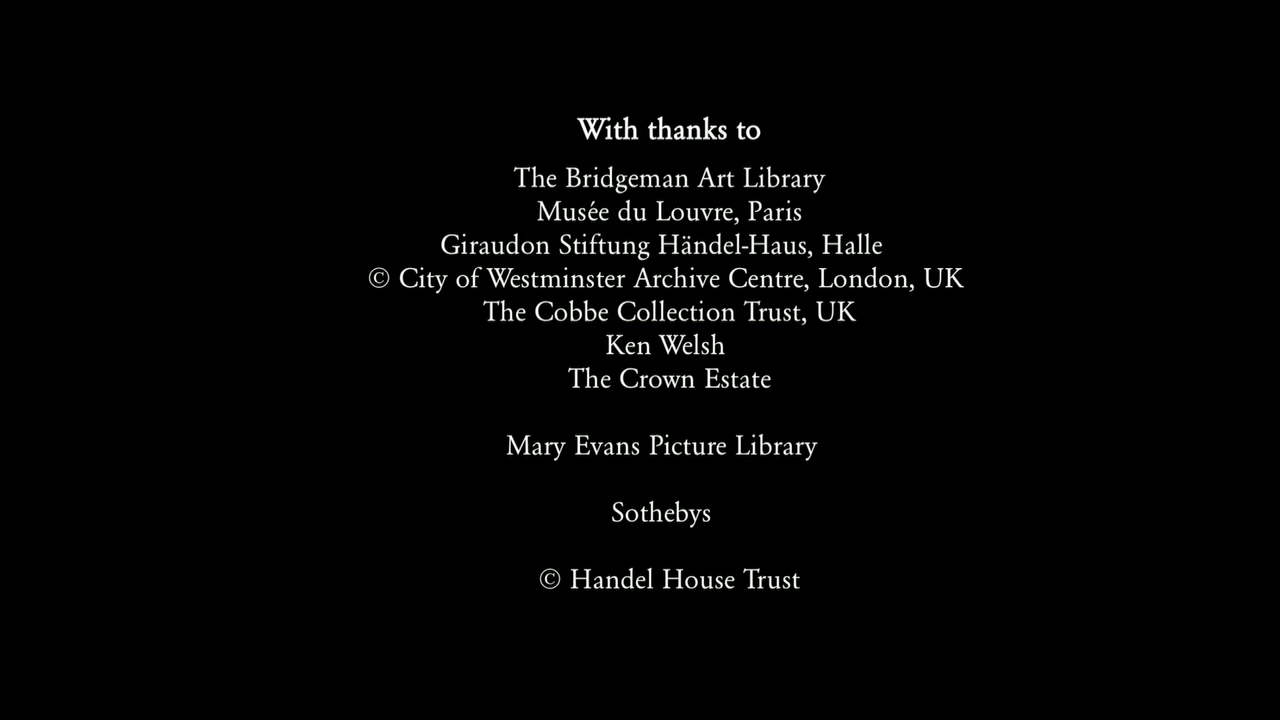 With thanks to
The Bridgeman Art Library
Musée du Louvre, Paris
Giraudon Stiftung Händel-Haus, Halle
© City of Westminster Archive Centre, London, UK
The Cobbe Collection Trust, UK
Ken Welsh
The Crown Estate
Mary Evans Picture Library
Sothebys
© Handel House Trust